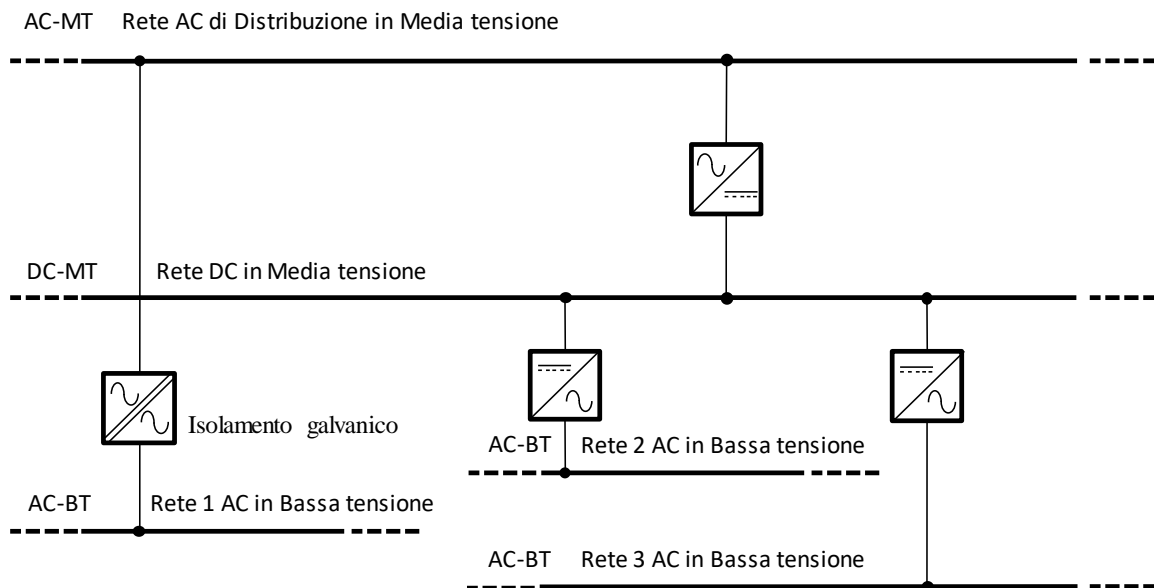 AC-MT Rete AC di Distribuzione in Media tensione
DC-MT Rete DC in Media tensione
Isolamento galvanico
AC-BT Rete 2 AC in Bassa tensione
AC-BT Rete 1 AC in Bassa tensione
AC-BT Rete 3 AC in Bassa tensione